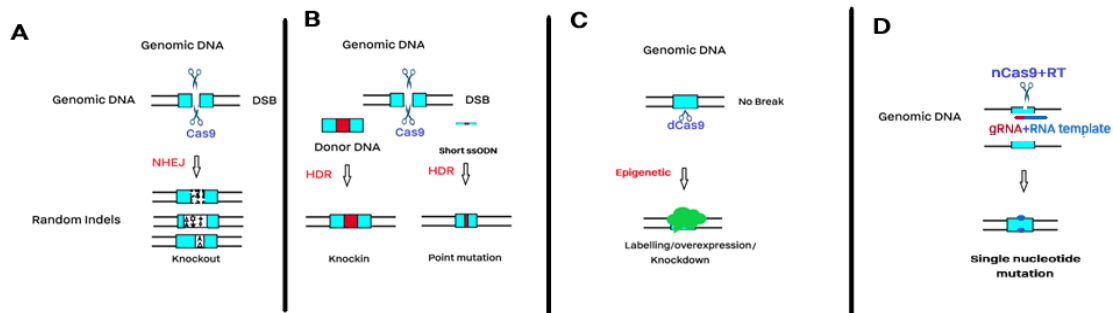 A
Genomic DNA
Genomic DNA
DSB
Cas9
NHEJ
Random Indels
Knockout
B
Genomic DNA
DSB
Cas9
Donor DNA
Short ssODN
HDR
HDR
Knockin
Point mutation
C
Genomic DNA
No Break
dCas9
Epigenetic
Labelling/overexpression/
Knockdown
D
nCas9+RT
Genomic DNA
gRNA+RNA template
Single nucleotide
mutation